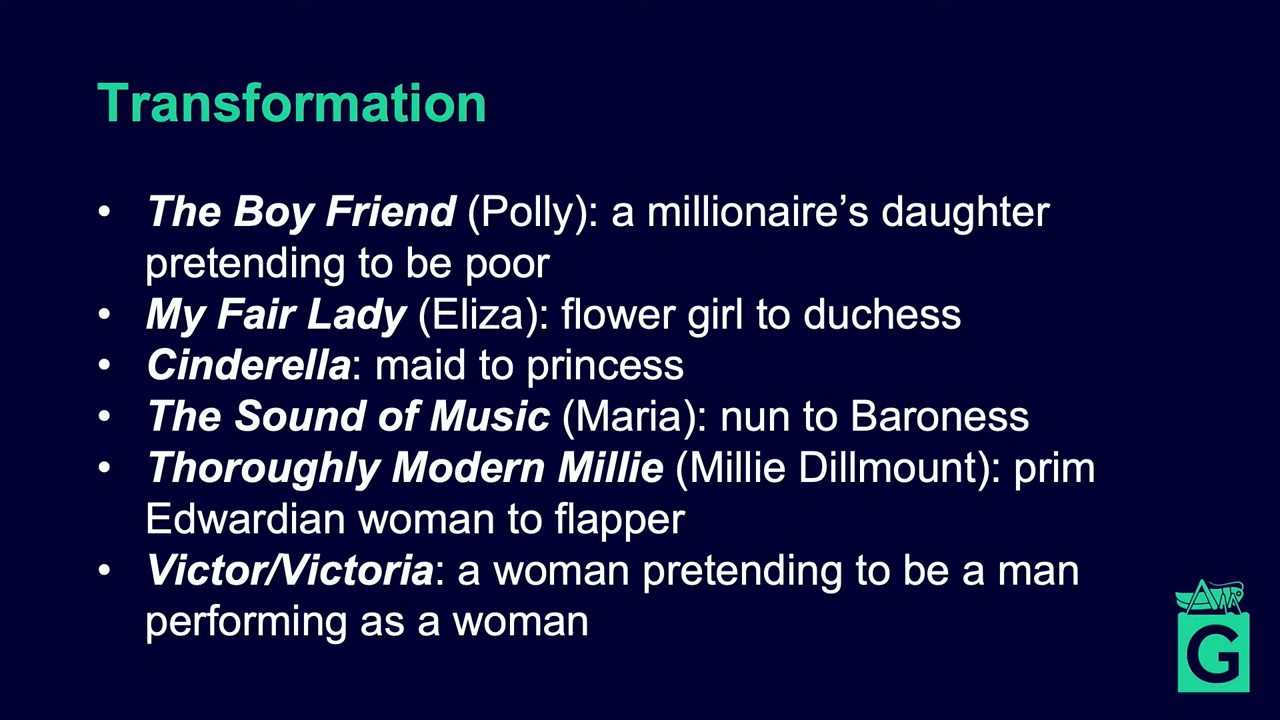 Transformation
• The Boy Friend (Polly): a millionaire’s daughter
pretending to be poor
• My Fair Lady (Eliza): flower girl to duchess
• Cinderella: maid to princess
• The Sound of Music (Maria): nun to Baroness
• Thoroughly Modern Millie (Millie Dillmount): prim
Edwardian woman to flapper
• Victor/Victoria: a woman pretending to be a man
performing as a woman
G